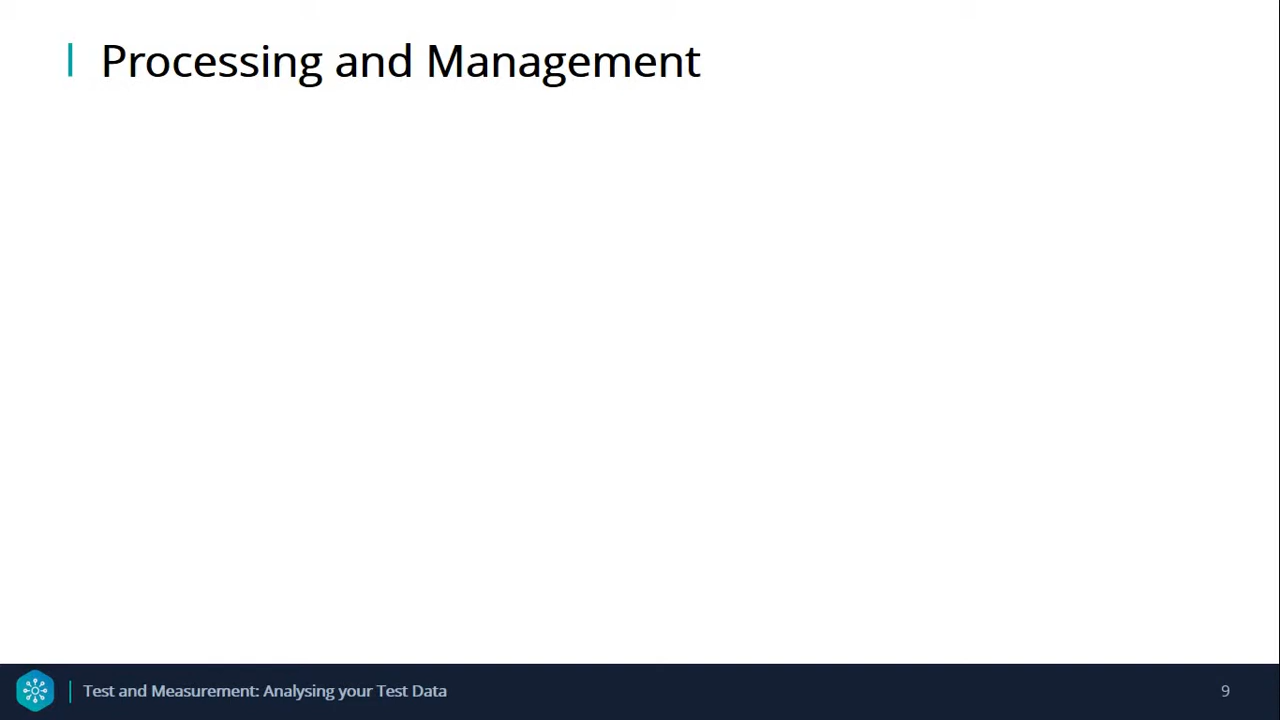 Processing and Management
Test and Measurement: Analysing your Test Data
9